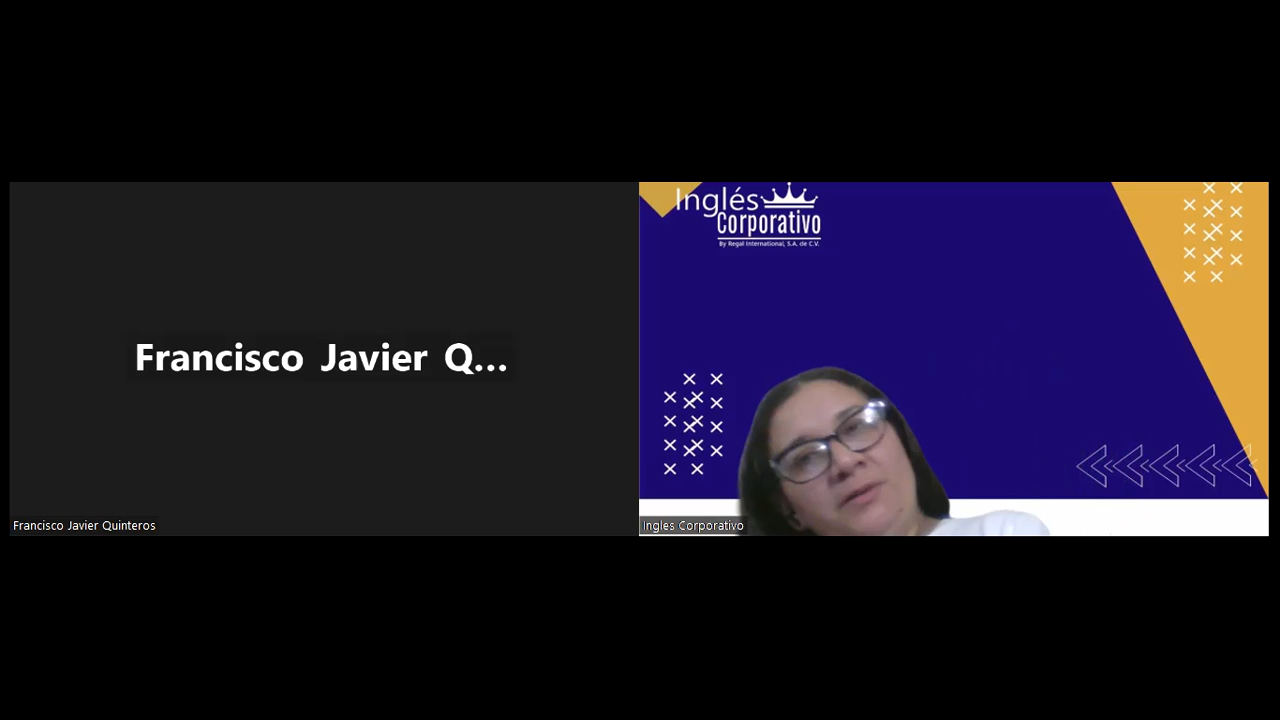 Francisco Javier Q...
Francisco Javier Quinteros
Inglés
Corporativo
By Regal International, S.A. de C.V.
Ingles Corporativo